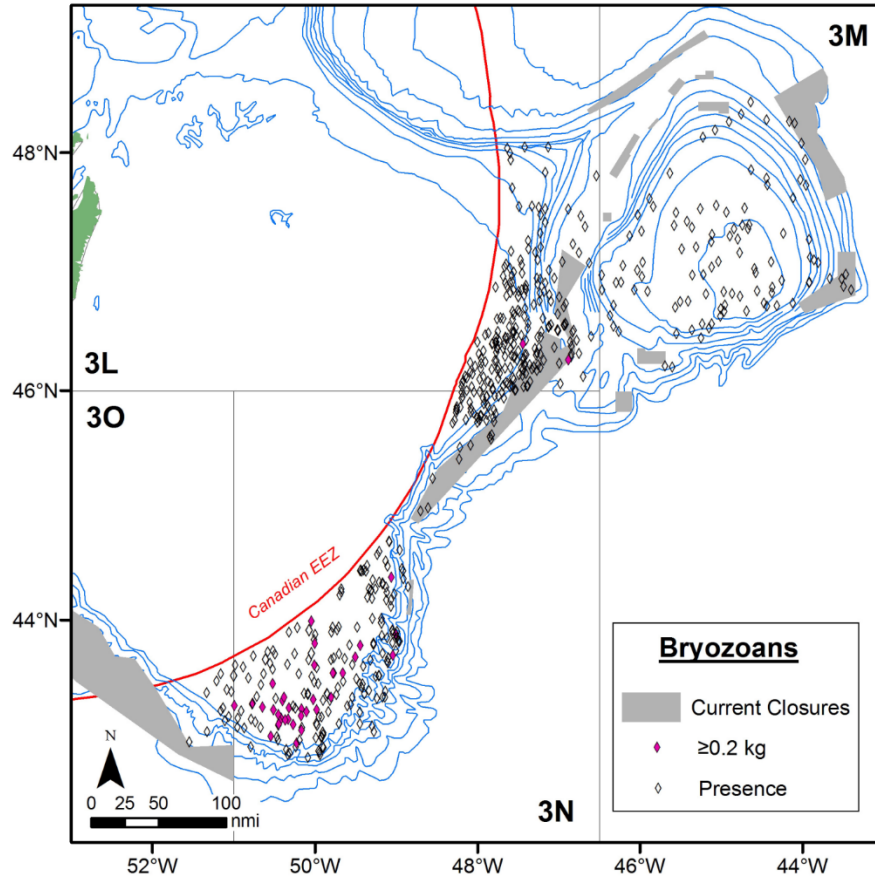 3M
48°N
3L
46°N
3O
Canadian EEZ
44°N
Bryozoans
Current Closures
≥0.2 kg
Presence
N
0 25 50 100
nmi
3N
52°W 50°W 48°W 46°W 44°W